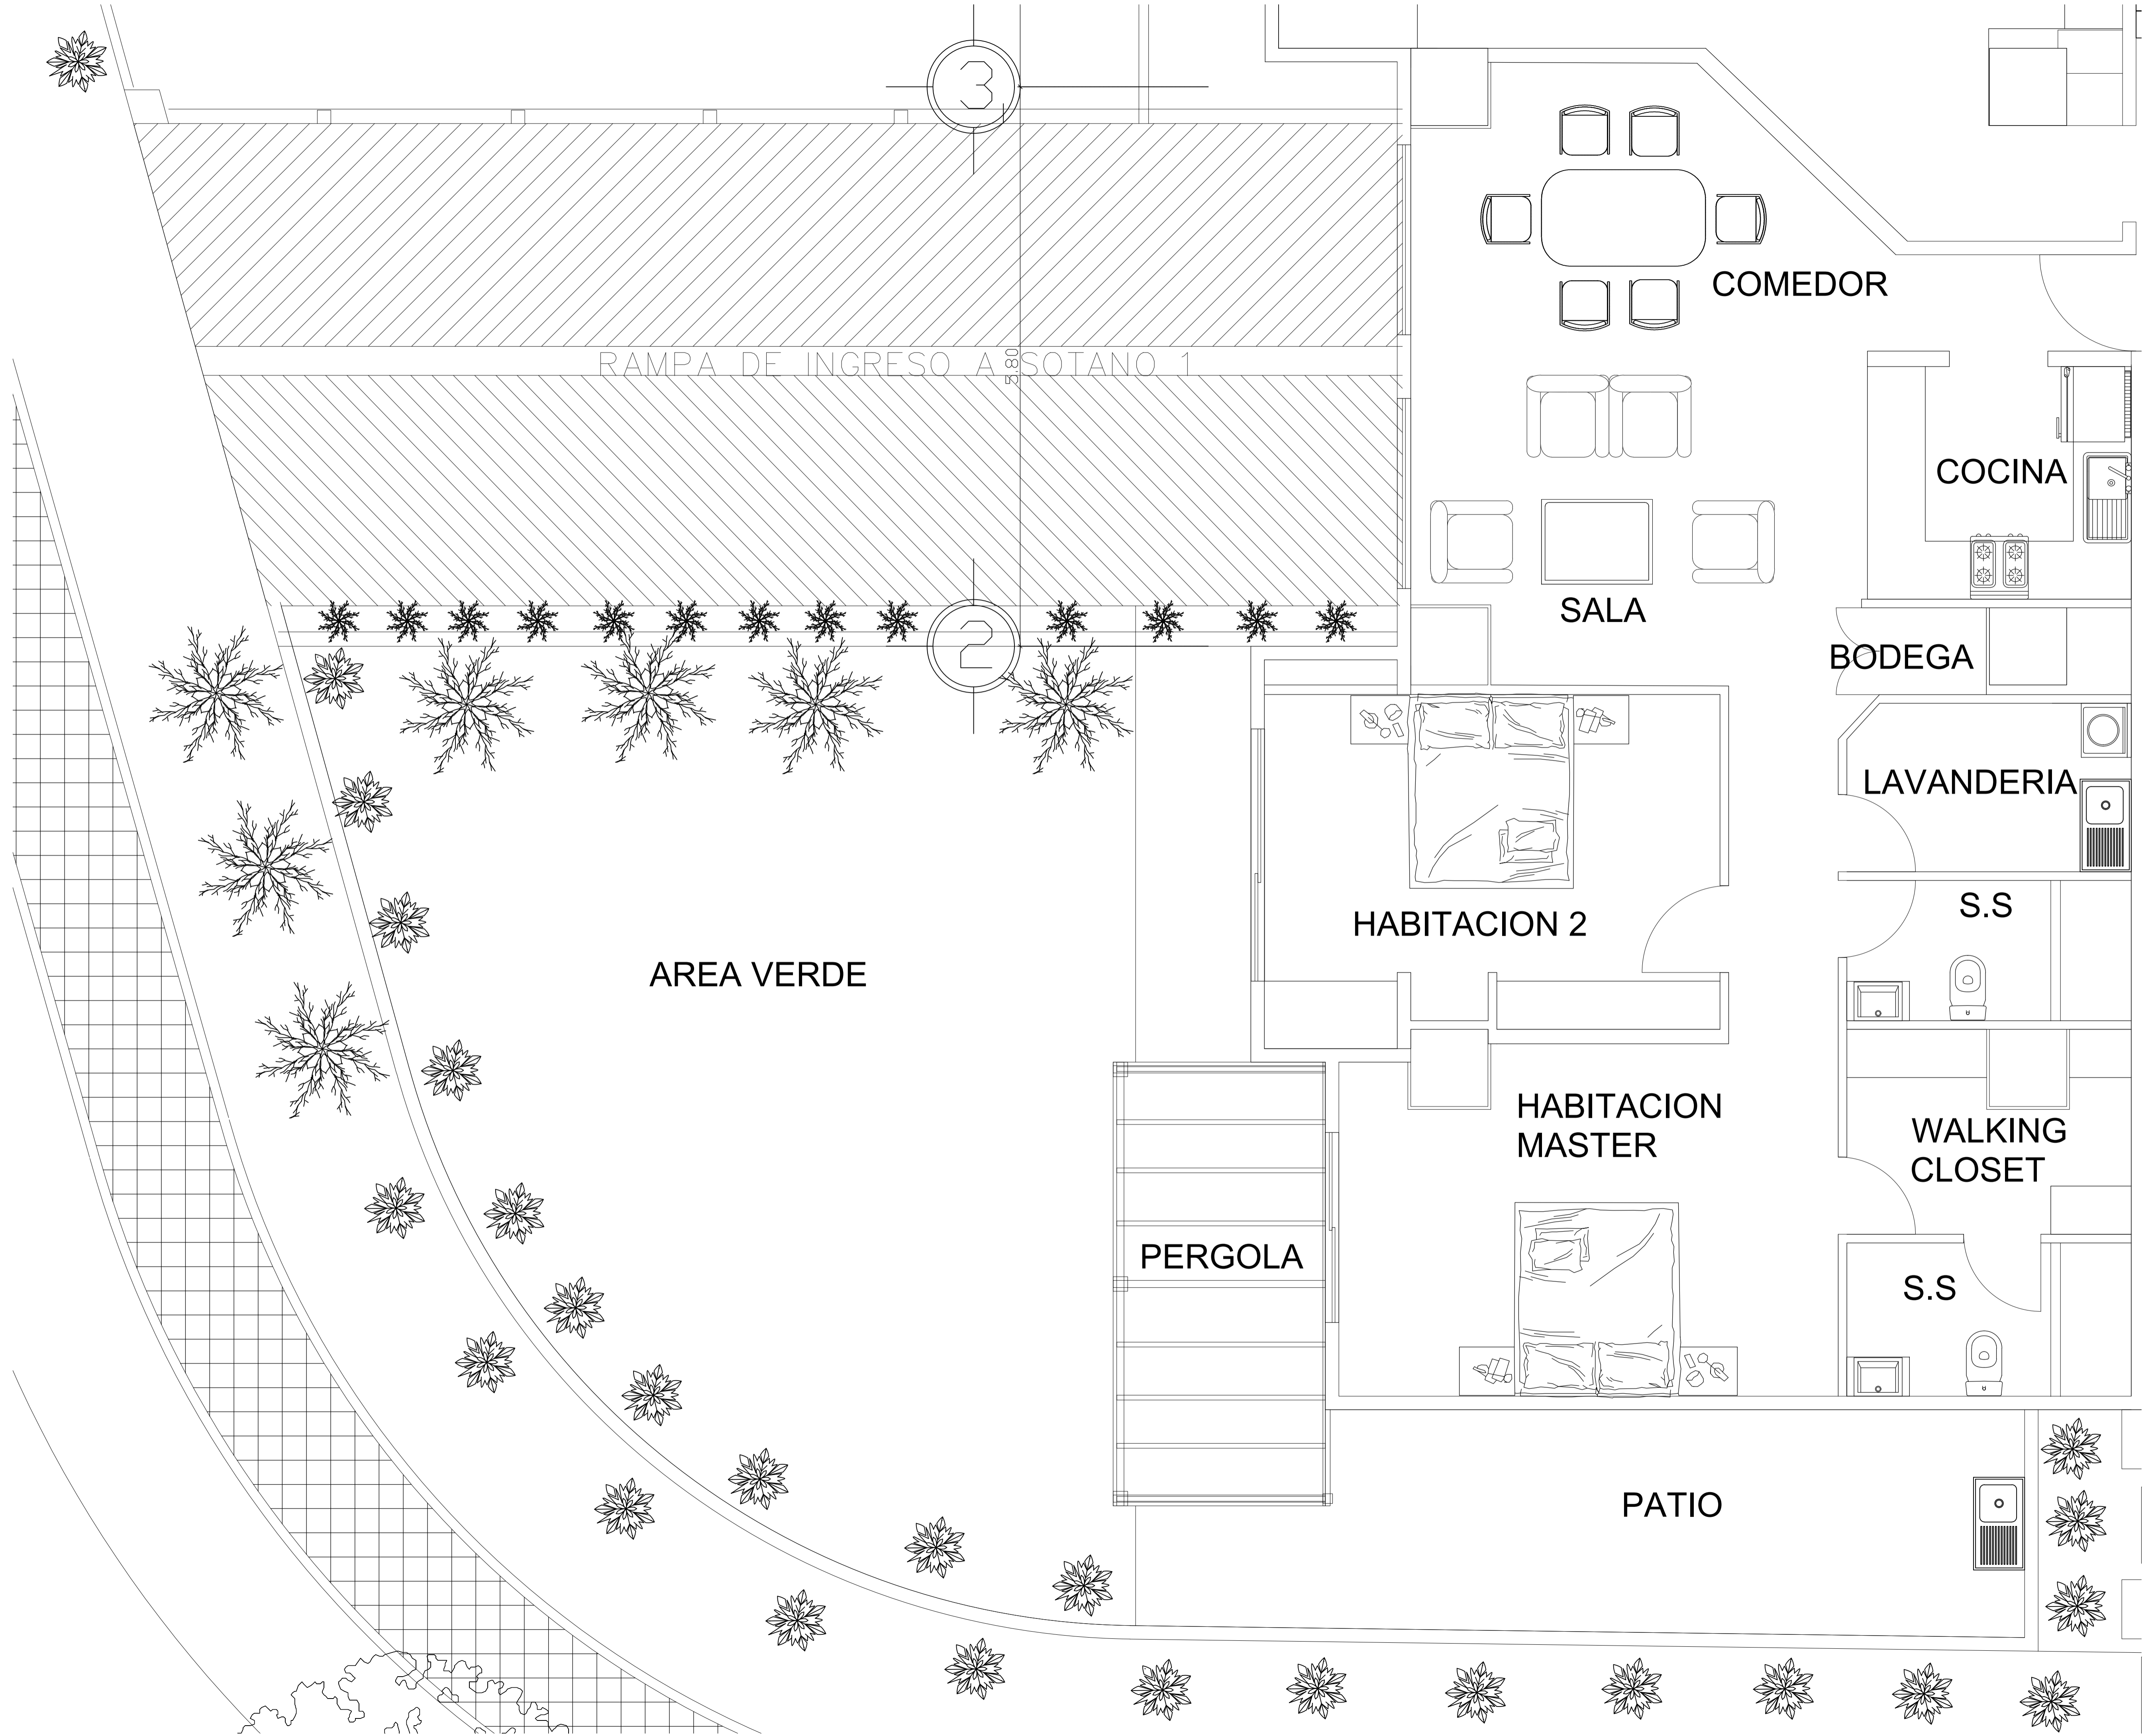 3
COMEDOR
RAMPA DE INGRESO A SOTANO 1
5.80
COCINA
SALA
2
BODEGA
LAVANDERIA
S.S
HABITACION 2
AREA VERDE
HABITACION
MASTER
WALKING
CLOSET
PERGOLA
S.S
PATIO